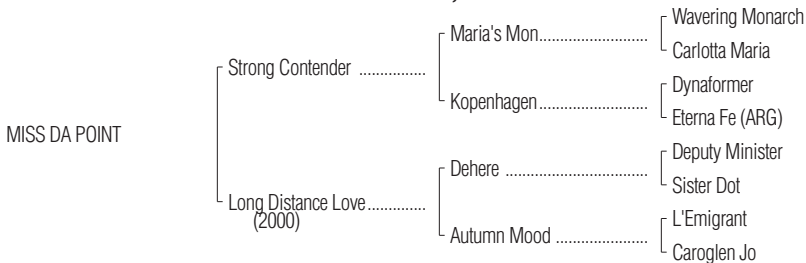 Wavering Monarch
Maria's Mon........................
Carlotta Maria
Strong Contender ...............
Dynaformer
Kopenhagen........................
Eterna Fe (ARG)
MISS DA POINT
Deputy Minister
Dehere ..............................
Sister Dot
Long Distance Love.............
(2000)
L'Emigrant
Autumn Mood ....................
Caroglen Jo